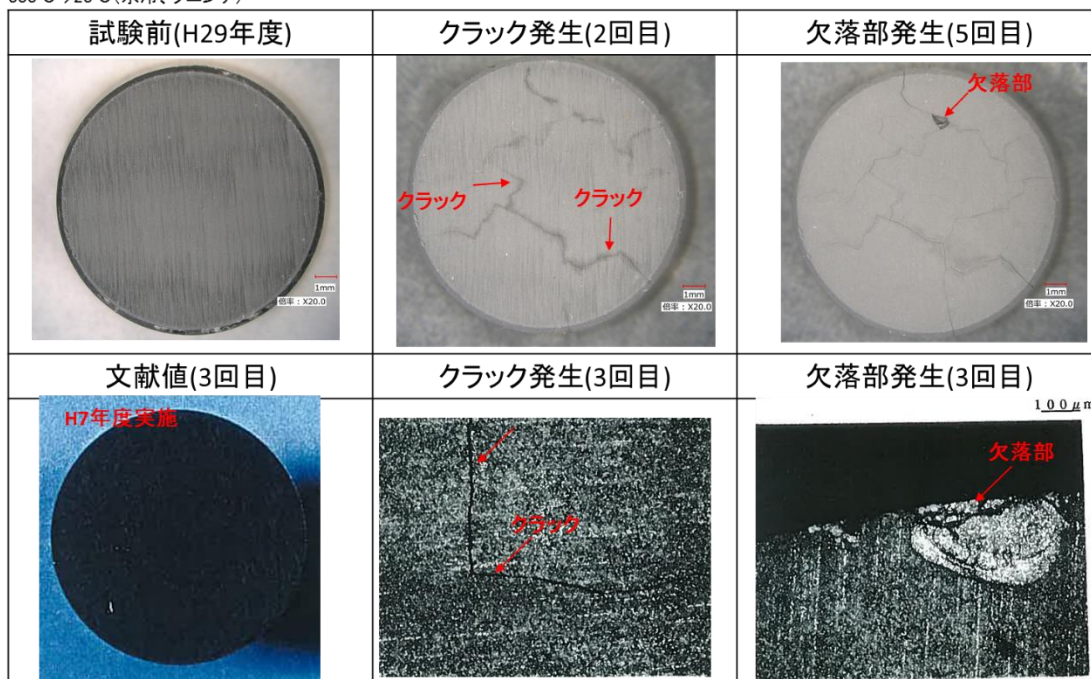 試験前(H29年度)
クラック発生(2回目)
欠落部発生(5回目)
クラック
クラック
欠落部
1mm
倍率：X20.0
1mm
倍率：X20.0
1mm
倍率：X20.0
文献値(3回目)
クラック発生(3回目)
欠落部発生(3回目)
H7年度実施
クラック
100μm
欠落部